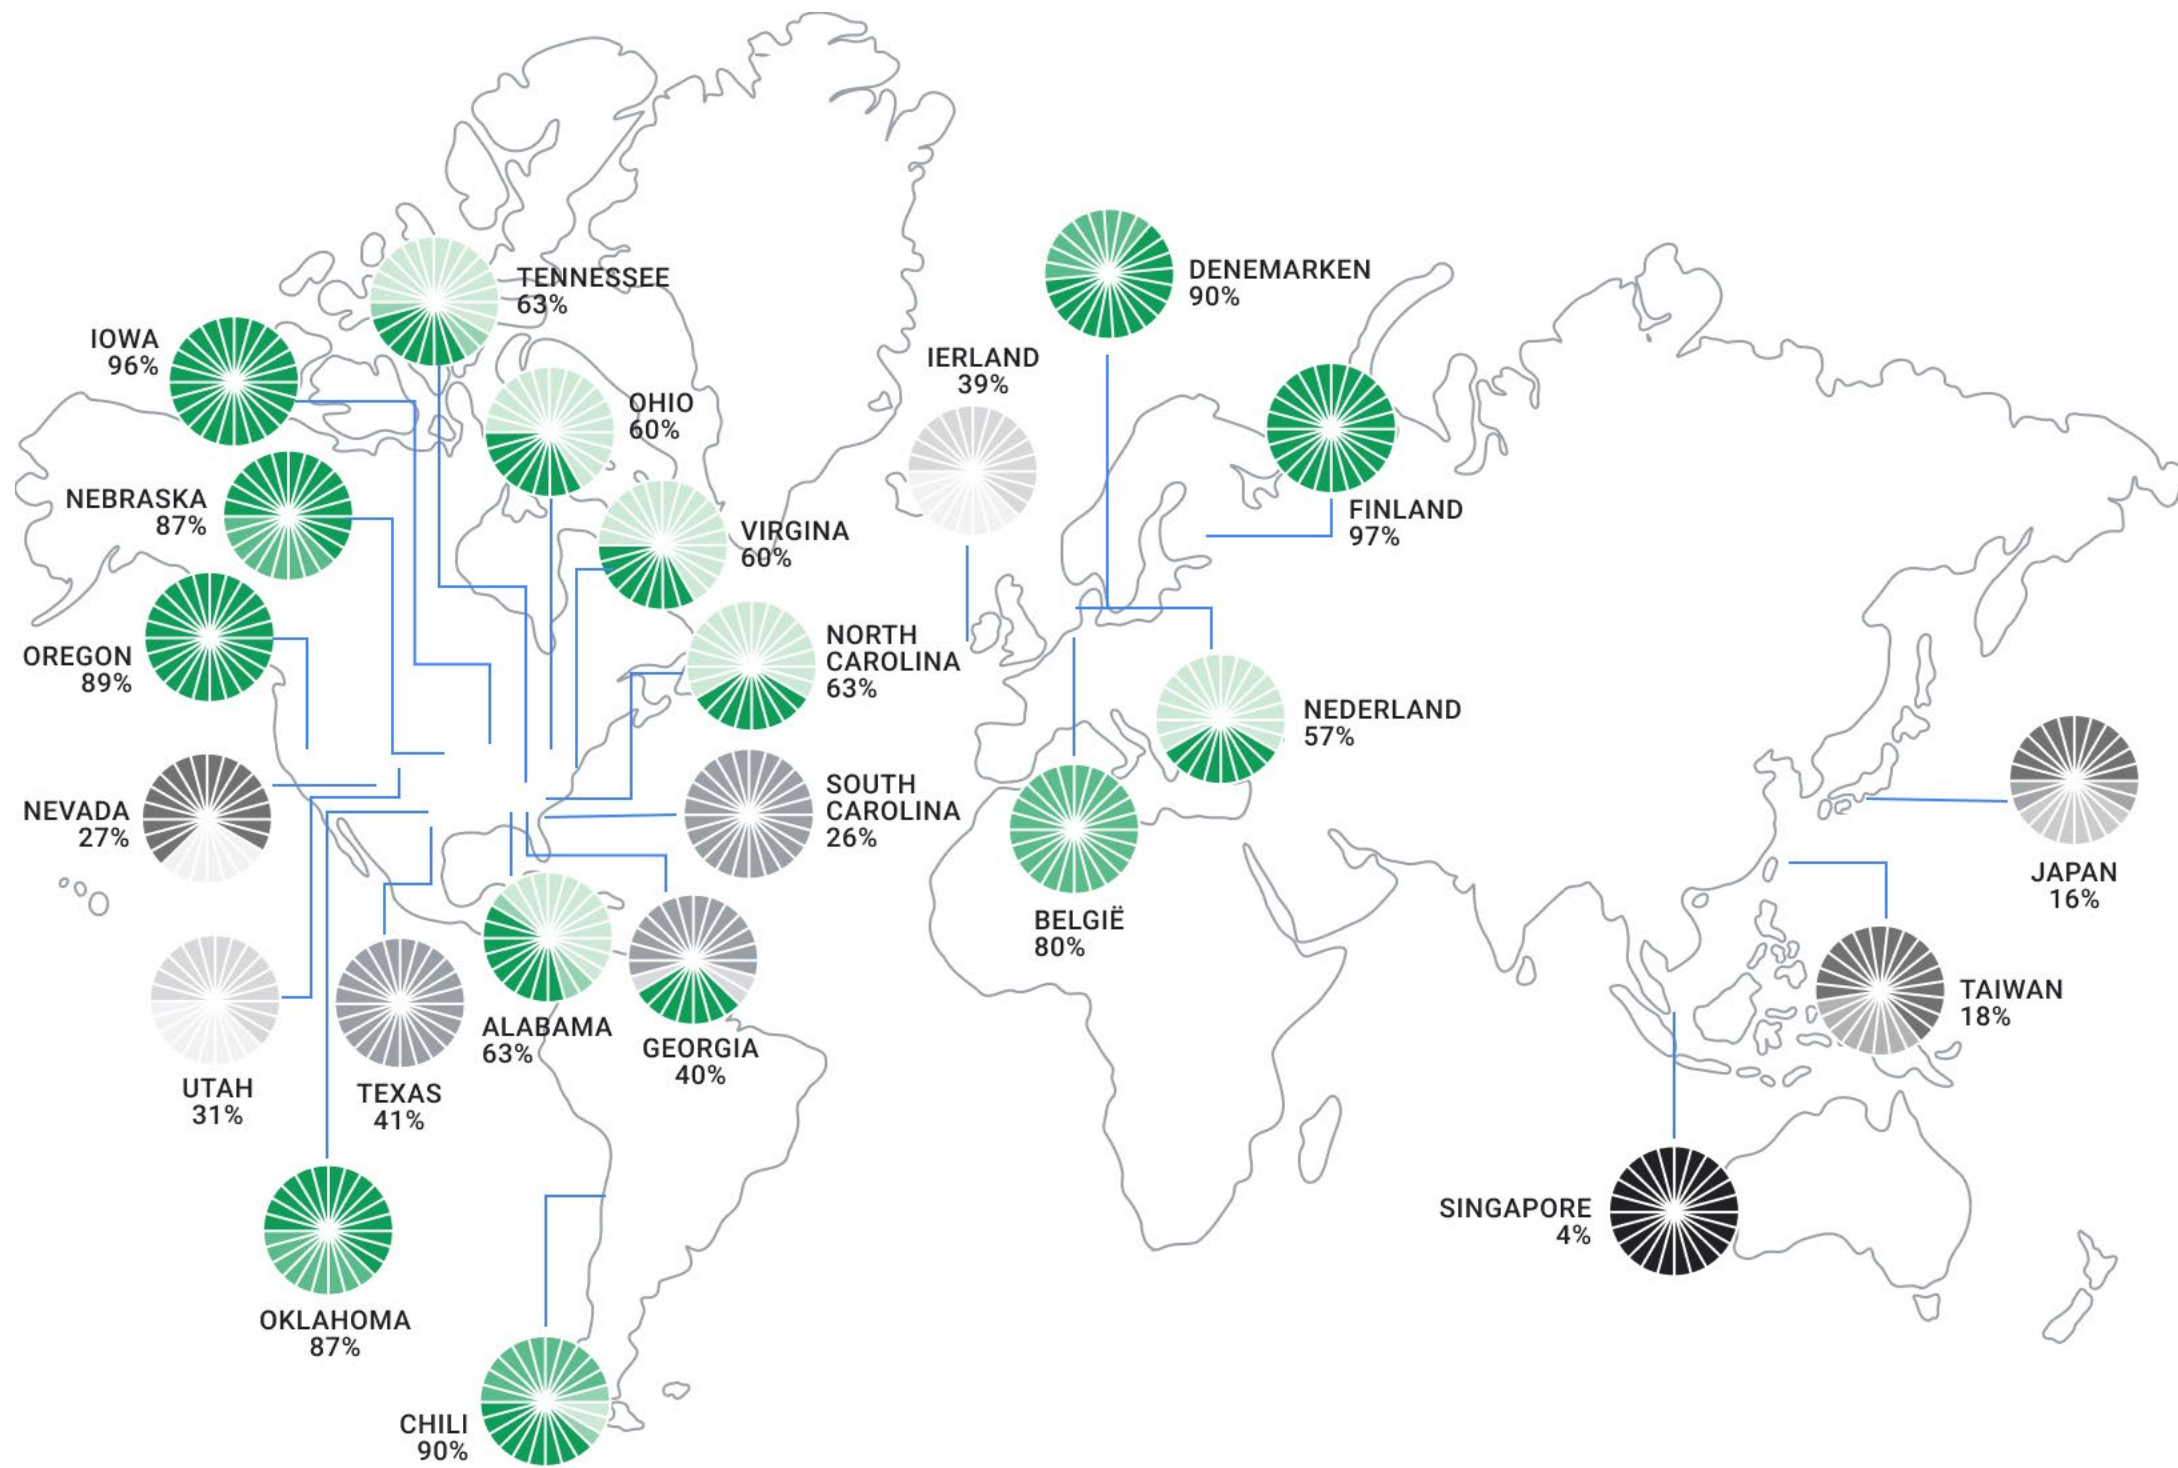 TENNESSEE
63%
DENEMARKEN
90%
IOWA
96%
IERLAND
39%
OHIO
60%
NEBRASKA
87%
FINLAND
97%
VIRGINA
60%
OREGON
89%
NORTH
CAROLINA
63%
NEDERLAND
57%
NEVADA
27%
SOUTH
CAROLINA
26%
JAPAN
16%
BELGIË
80%
TAIWAN
18%
ALABAMA
63%
GEORGIA
40%
UTAH
31%
TEXAS
41%
SINGAPORE
4%
OKLAHOMA
87%
CHILI
90%